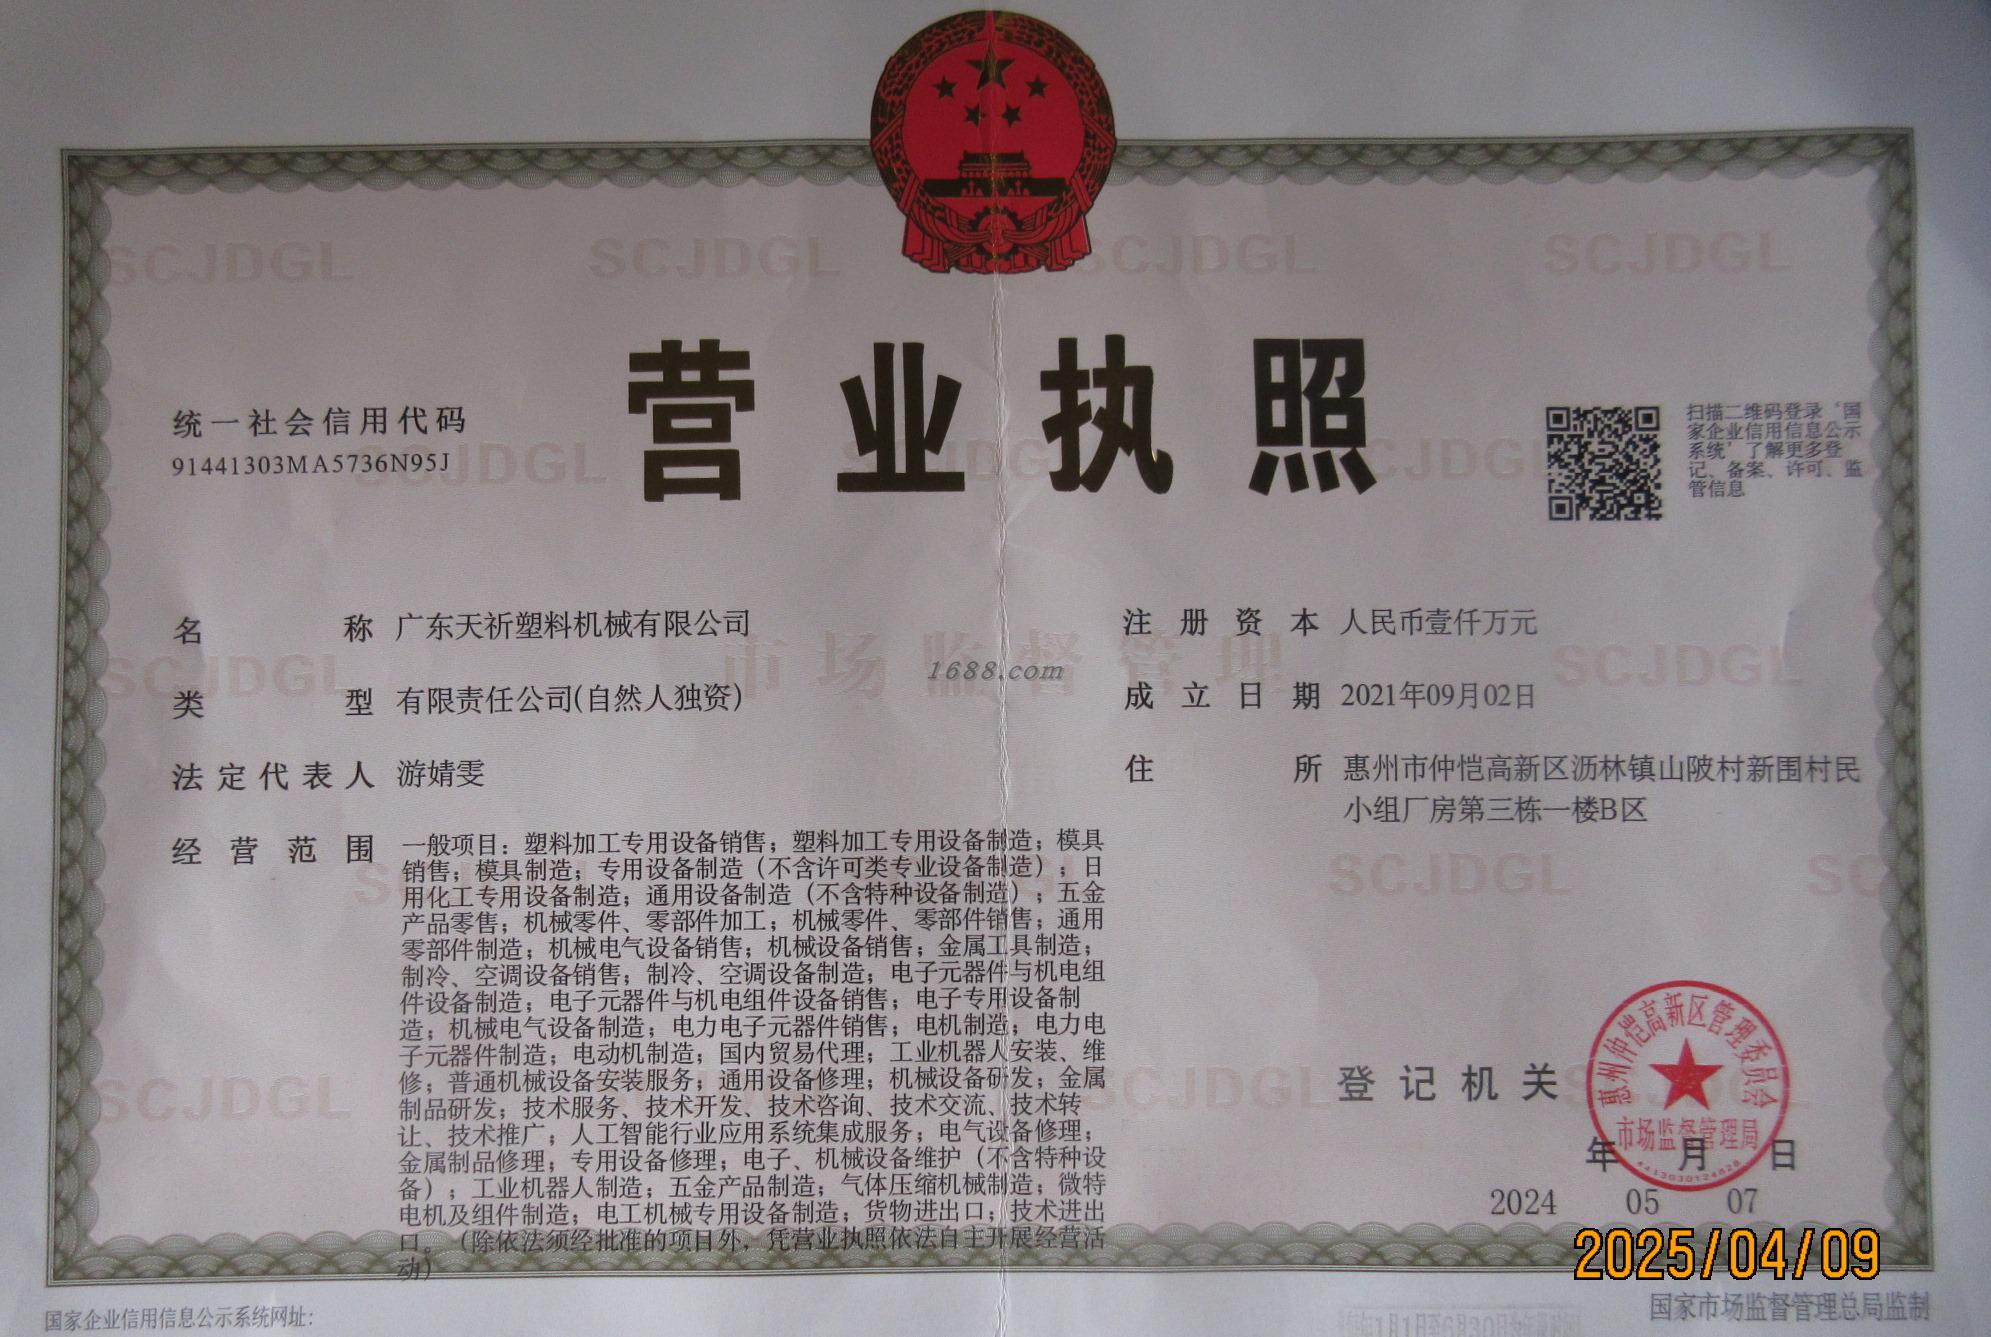 营业执照
统一社会信用代码
91441303MA5736N95J
扫描二维码登录‘国
家企业信用信息公示
系统’了解更多登
记、备案、许可、监
管信息
名称 广东天祈塑料机械有限公司
类型 有限责任公司(自然人独资)
法定代表人 游婧雯
经营范围 一般项目：塑料加工专用设备销售；塑料加工专用设备制造；模具
销售；模具制造；专用设备制造（不含许可类专业设备制造）；日
用化工专用设备制造；通用设备制造（不含特种设备制造）；五金
产品零售；机械零件、零部件加工；机械零件、零部件销售；通用
零部件制造；机械电气设备销售；机械设备销售；金属工具制造；
制冷、空调设备销售；制冷、空调设备制造；电子元器件与机电组
件设备制造；电子元器件与机电组件设备销售；电子专用设备制
造；机械电气设备制造；电力电子元器件销售；电机制造；电力电
子元器件制造；电动机制造；国内贸易代理；工业机器人安装、维
修；普通机械设备安装服务；通用设备修理；机械设备研发；金属
制品研发；技术服务、技术开发、技术咨询、技术交流、技术转
让、技术推广；人工智能行业应用系统集成服务；电气设备修理；
金属制品修理；专用设备修理；电子、机械设备维护（不含特种设
备）；工业机器人制造；五金产品制造；气体压缩机械制造；微特
电机及组件制造；电工机械专用设备制造；货物进出口；技术进出
口。（除依法须经批准的项目外，凭营业执照依法自主开展经营活
动）
注册资本 人民币壹仟万元
成立日期 2021年09月02日
住所 惠州市仲恺高新区沥林镇山陂村新围村民
小组厂房第三栋一楼B区
市场监督管理
1688.com
登记机关
惠州仲恺高新区管理委员会
市场监督管理局
年 月 日
2024 05 07
2025/04/09
国家企业信用信息公示系统网址：
国家市场监督管理总局监制